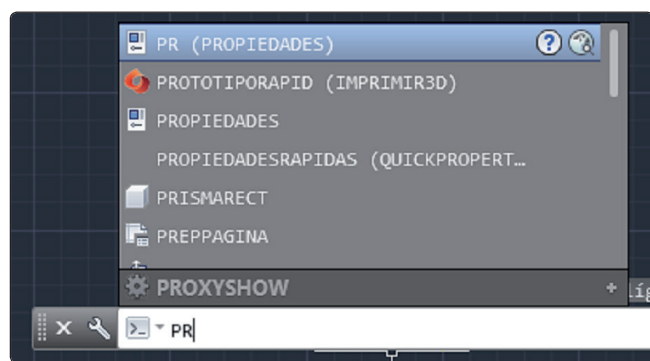 PR (PROPIEDADES)
PROTOTIPORAPID (IMPRIMIR3D)
PROPIEDADES
PROPIEDADESRAPIDAS (QUICKPROPERT...
PRISMARECT
PREPPAGINA
PROXYSHOW
PR